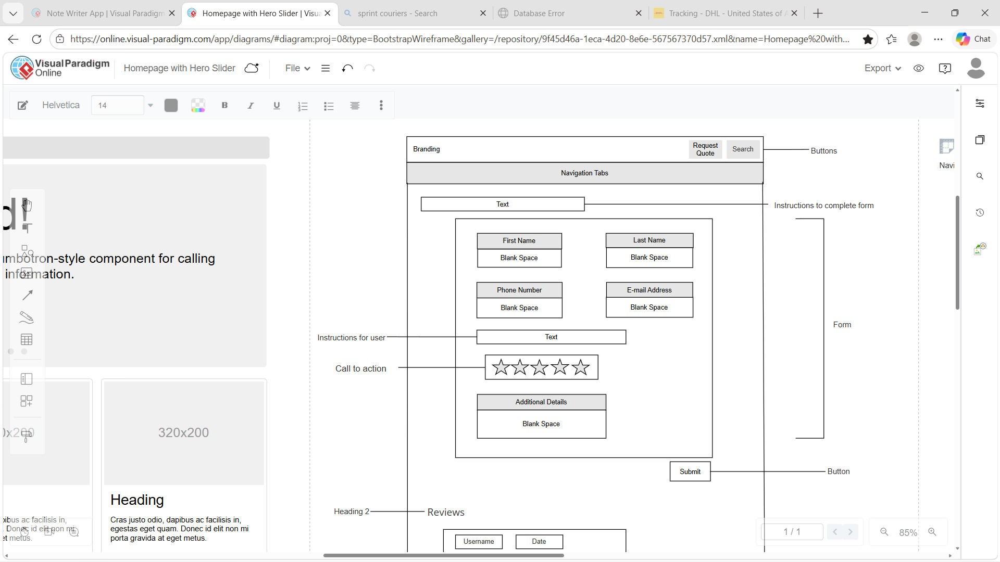 Note Writer App | Visual Paradigm
Homepage with Hero Slider | Visua
sprint couriers - Search
Database Error
Tracking - DHL - United States of A
https://online.visual-paradigm.com/app/diagrams/#diagram:proj=0&type=BootstrapWireframe&gallery=/repository/9f45d46a-1eca-4d20-8e6e-567567370d57.xml&name=Homepage%20with...
Chat
Visual Paradigm
Online
Homepage with Hero Slider
File
Export
Helvetica
14
B I U
Branding
Request
Quote
Search
Buttons
Navigation Tabs
Navi
Text
Instructions to complete form
d!
First Name
Last Name
Blank Space
Blank Space
umbotron-style component for calling
information.
Phone Number
E-mail Address
Blank Space
Blank Space
Form
Instructions for user
Text
Call to action
Additional Details
Blank Space
0x200
320x200
Submit
Button
Heading
Heading 2
Reviews
pibus ac facilisis in,
. Donec id elit non mi
et metus.
Cras justo odio, dapibus ac facilisis in,
egestas eget quam. Donec id elit non mi
porta gravida at eget metus.
Username
Date
1 / 1
85%